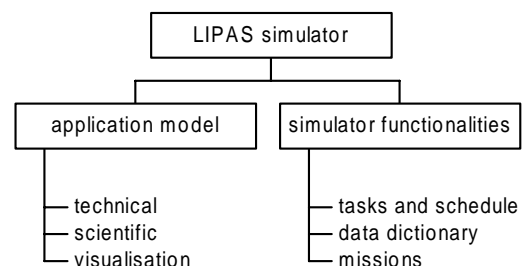 LIPAS simulator
application model
simulator functionalities
technical
scientific
visualisation
tasks and schedule
data dictionary
missions